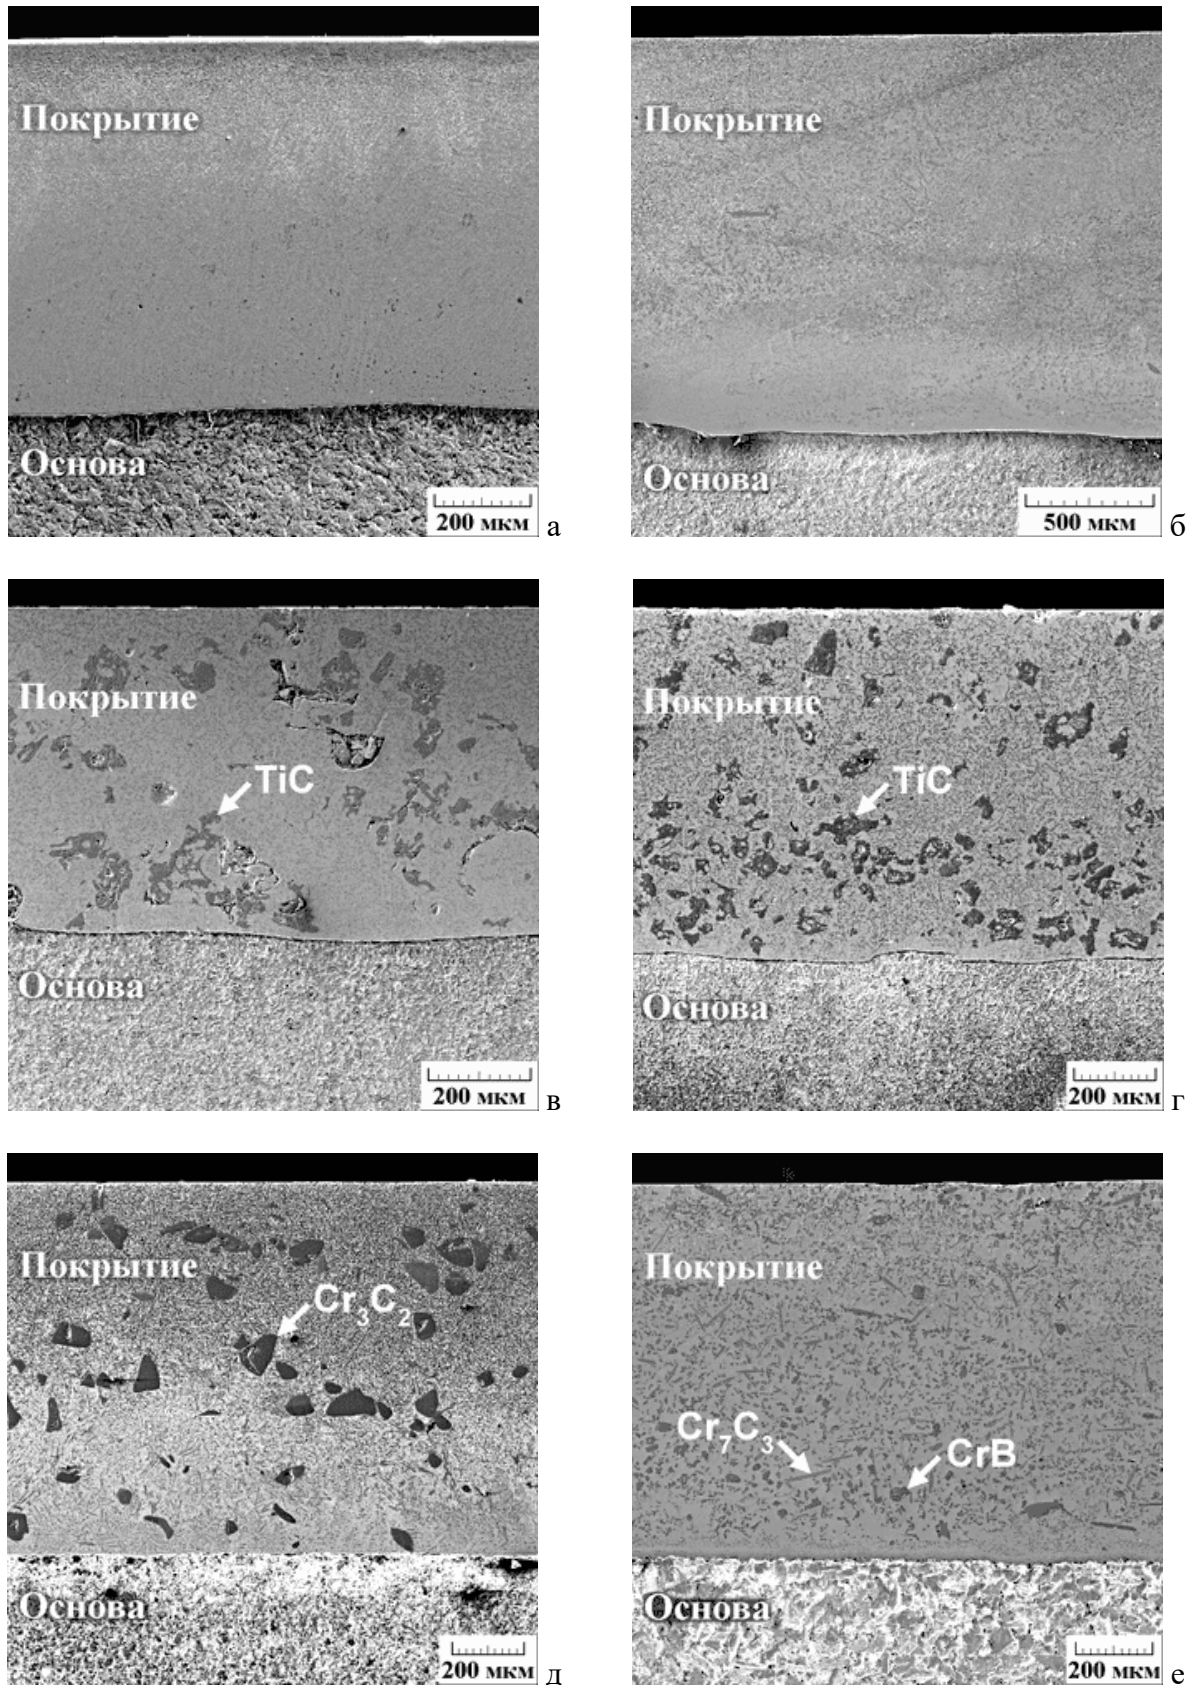 Покрытие
Основа
200 мкм
а
Покрытие
Основа
500 мкм
б
Покрытие
TiC
Основа
200 мкм
в
Покрытие
TiC
Основа
200 мкм
г
Покрытие
Cr₃C₂
Основа
200 мкм
д
Покрытие
Cr₇C₃
CrB
Основа
200 мкм
е